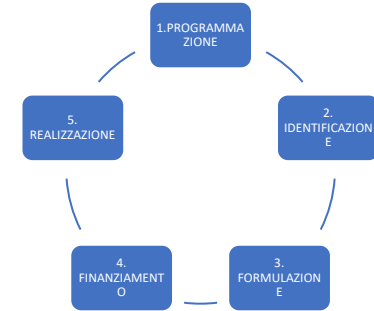 1.PROGRAMMA
ZIONE
2.
IDENTIFICAZION
E
3.
FORMULAZION
E
4.
FINANZIAMENT
O
5.
REALIZZAZIONE